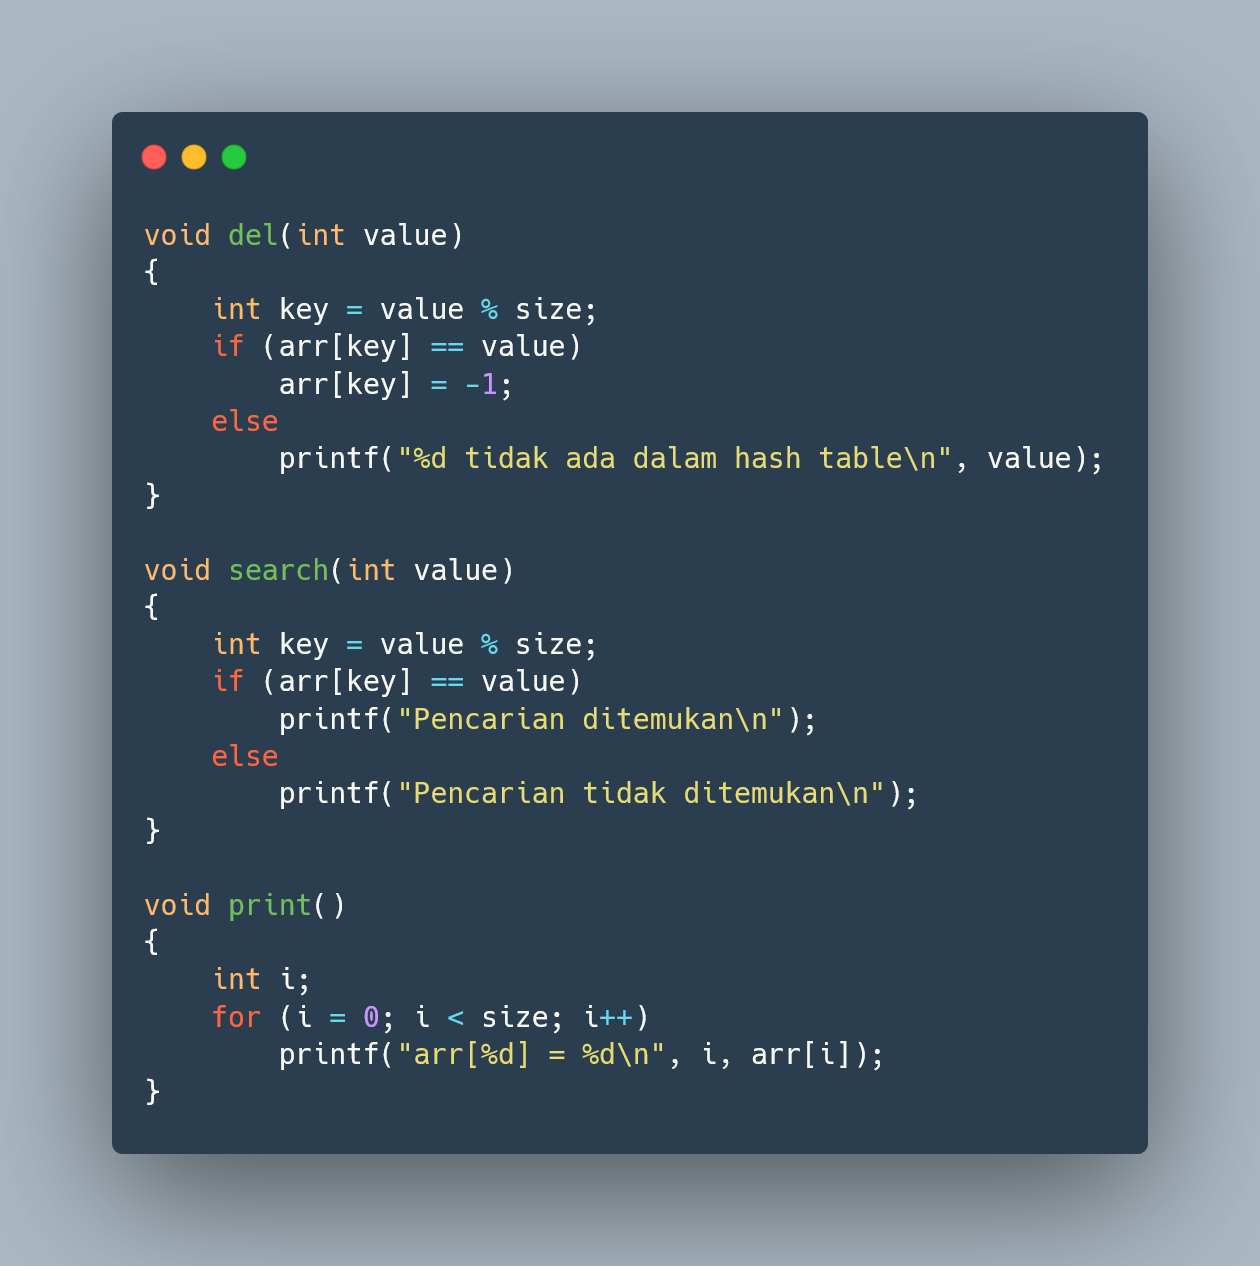 void del(int value)
{
    int key = value % size;
    if (arr[key] == value)
        arr[key] = -1;
    else
        printf("%d tidak ada dalam hash table\n", value);
}

void search(int value)
{
    int key = value % size;
    if (arr[key] == value)
        printf("Pencarian ditemukan\n");
    else
        printf("Pencarian tidak ditemukan\n");
}

void print()
{
    int i;
    for (i = 0; i < size; i++)
        printf("arr[%d] = %d\n", i, arr[i]);
}